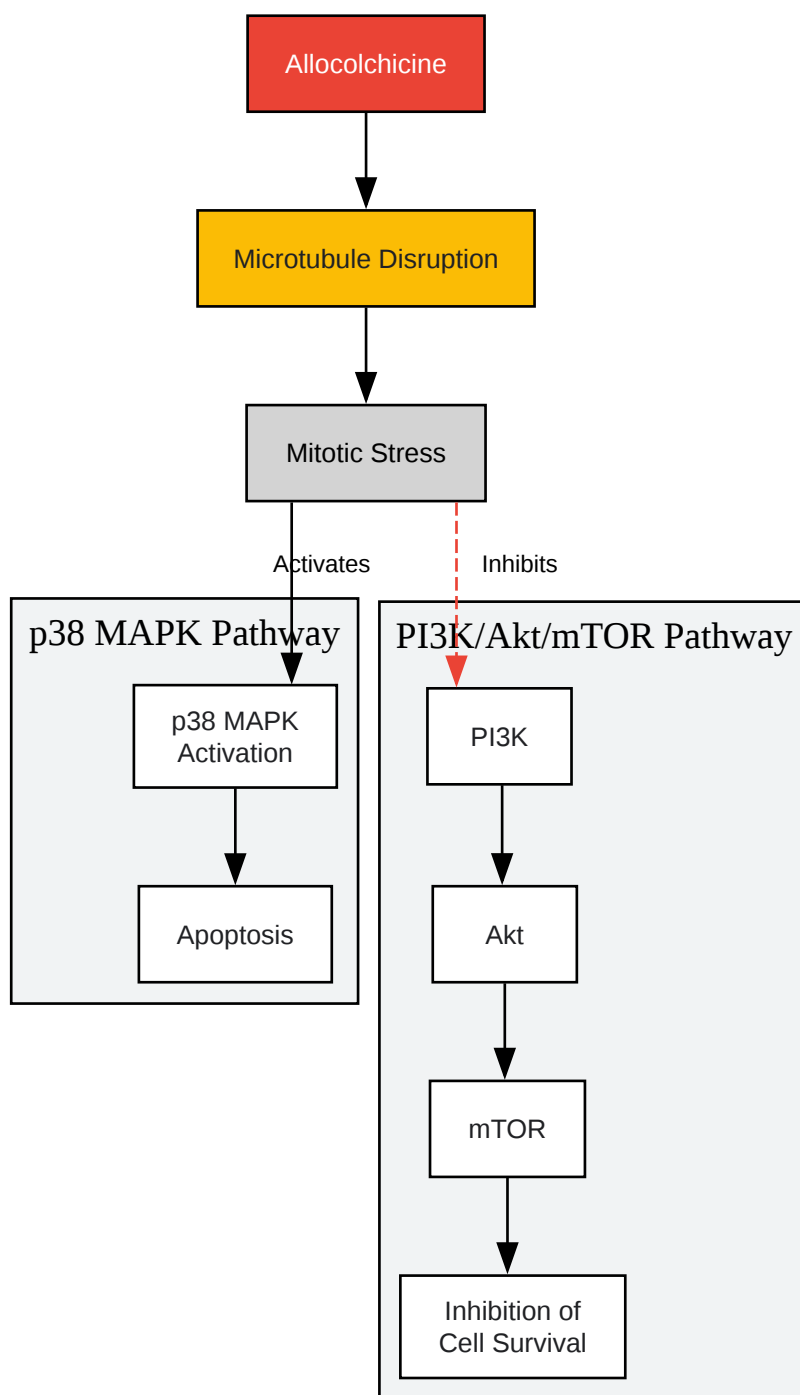 Allocolchicine
Microtubule Disruption
Mitotic Stress
Activates
Inhibits
p38 MAPK Pathway
p38 MAPK
Activation
Apoptosis
PI3K/Akt/mTOR Pathway
PI3K
Akt
mTOR
Inhibition of
Cell Survival